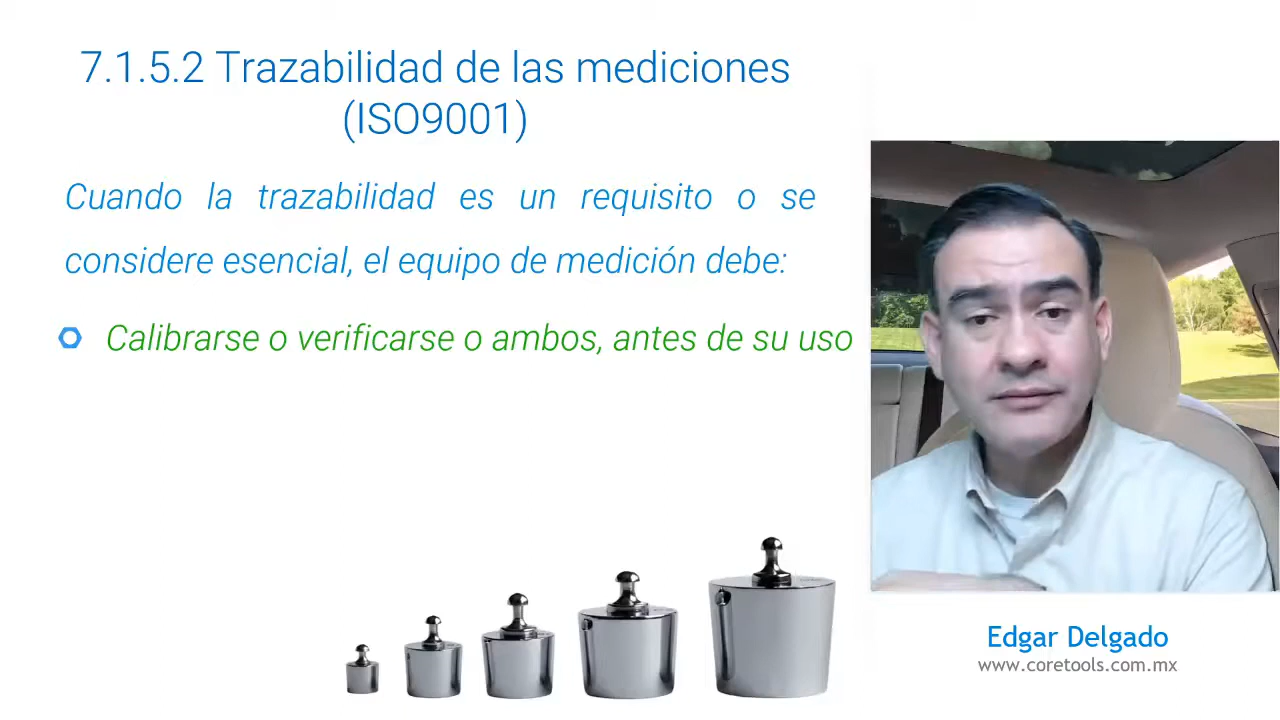 7.1.5.2 Trazabilidad de las mediciones
(ISO9001)
Cuando la trazabilidad es un requisito o se
considere esencial, el equipo de medición debe:
Calibrarse o verificarse o ambos, antes de su uso
Edgar Delgado
www.coretools.com.mx